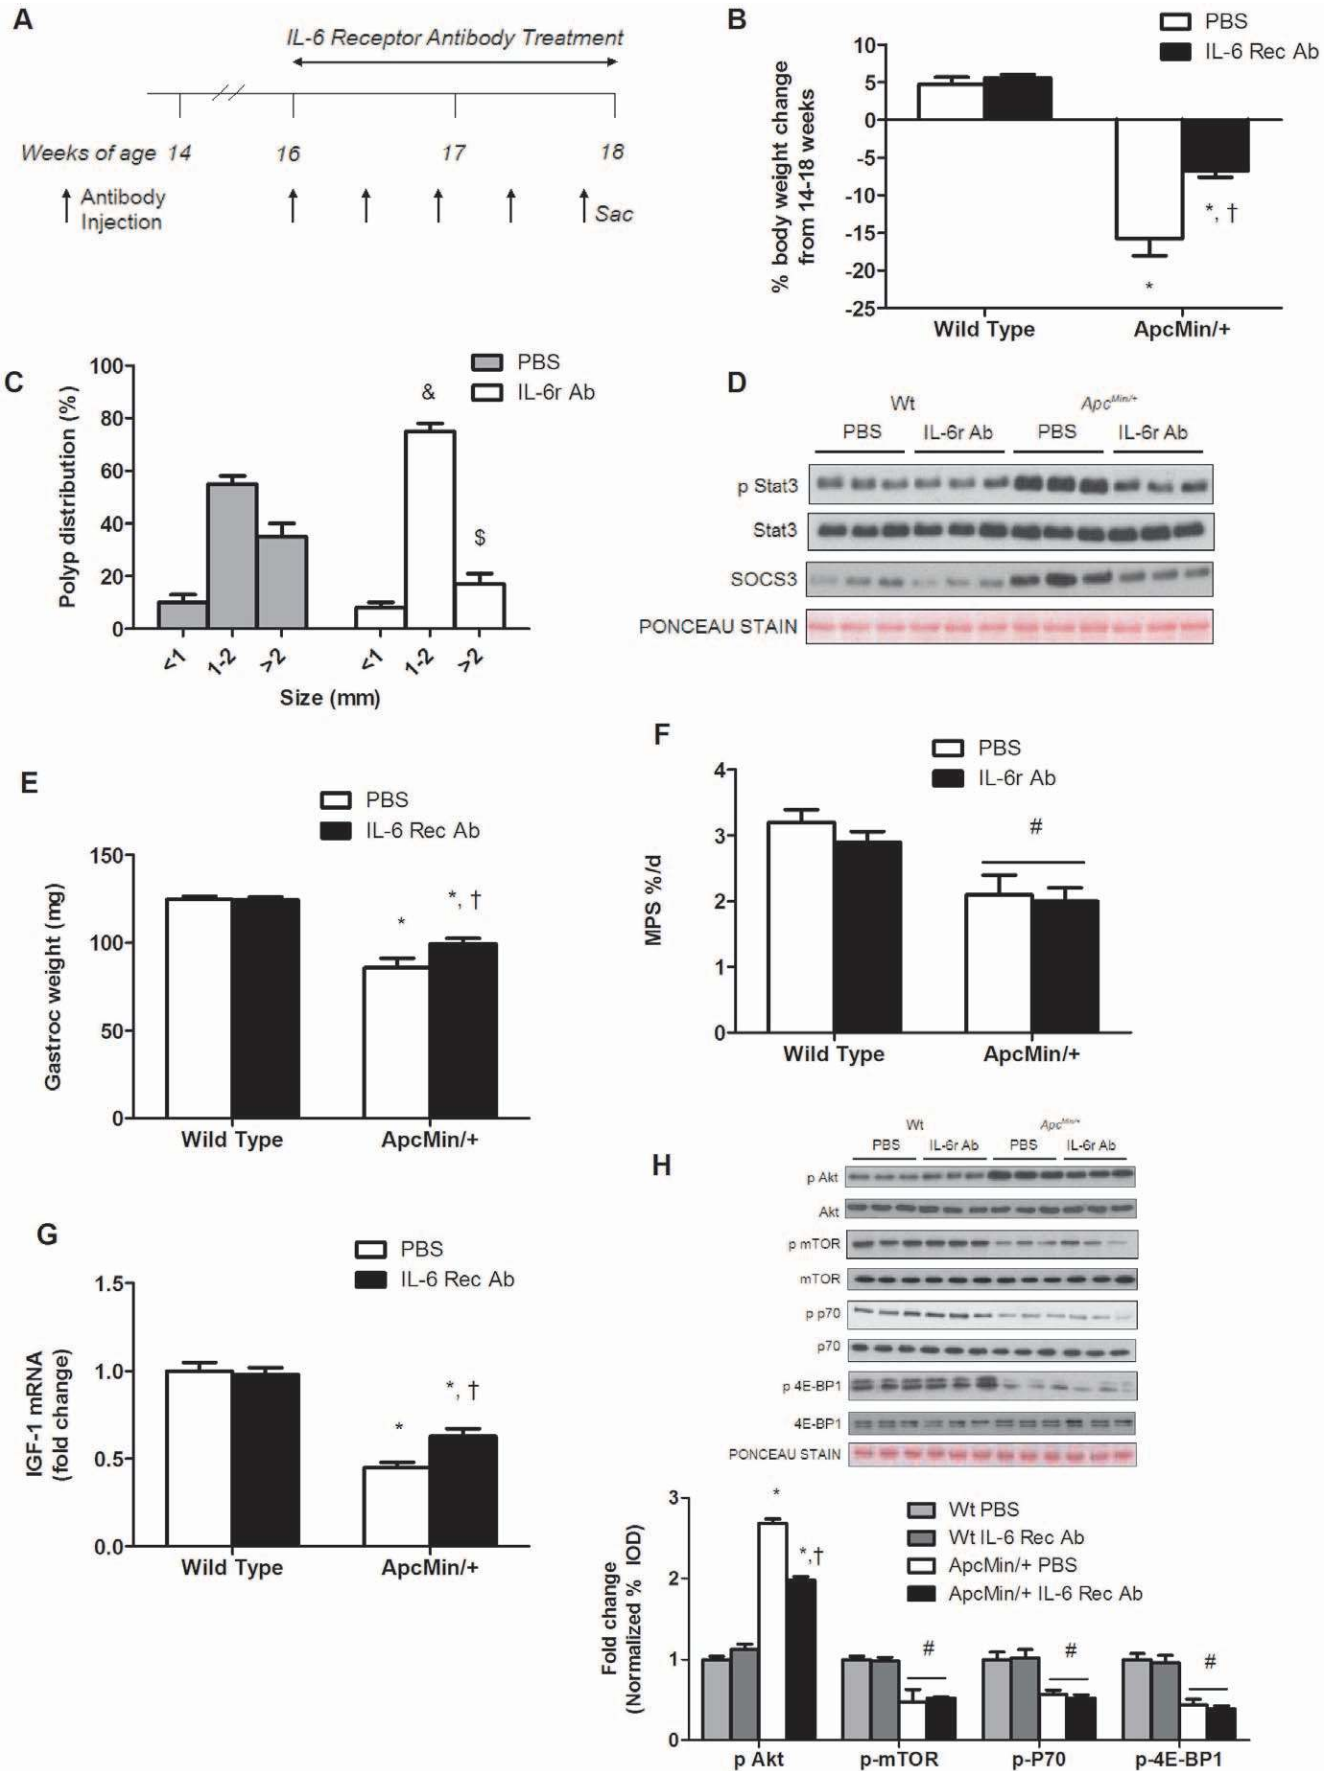 A
IL-6 Receptor Antibody Treatment
Weeks of age 14 16 17 18
Antibody
Injection
Sac
B
PBS
IL-6 Rec Ab
% body weight change
from 14-18 weeks
10
5
0
-5
-10
-15
-20
-25
*
*, †
Wild Type ApcMin/+
C
PBS
IL-6r Ab
Polyp distribution (%)
100
80
60
40
20
0
&
$
<1 1-2 >2 <1 1-2 >2
Size (mm)
D
Wt Apc^Min/+
PBS IL-6r Ab PBS IL-6r Ab
p Stat3
Stat3
SOCS3
PONCEAU STAIN
E
PBS
IL-6 Rec Ab
Gastroc weight (mg)
150
100
50
0
*
*, †
Wild Type ApcMin/+
F
PBS
IL-6r Ab
MPS %/d
4
3
2
1
0
#
Wild Type ApcMin/+
G
PBS
IL-6 Rec Ab
IGF-1 mRNA
(fold change)
1.5
1.0
0.5
0.0
*
*, †
Wild Type ApcMin/+
H
Wt Apc^Min/+
PBS IL-6r Ab PBS IL-6r Ab
p Akt
Akt
p mTOR
mTOR
p p70
p70
p 4E-BP1
4E-BP1
PONCEAU STAIN
Fold change
(Normalized % IOD)
3
2
1
0
Wt PBS
Wt IL-6 Rec Ab
ApcMin/+ PBS
ApcMin/+ IL-6 Rec Ab
*
*,†
# # #
p Akt p-mTOR p-P70 p-4E-BP1